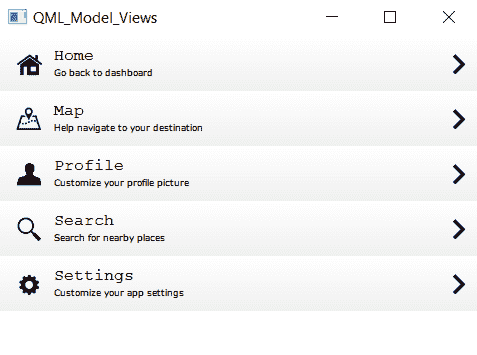 QML_Model_Views
Home
Go back to dashboard
Map
Help navigate to your destination
Profile
Customize your profile picture
Search
Search for nearby places
Settings
Customize your app settings